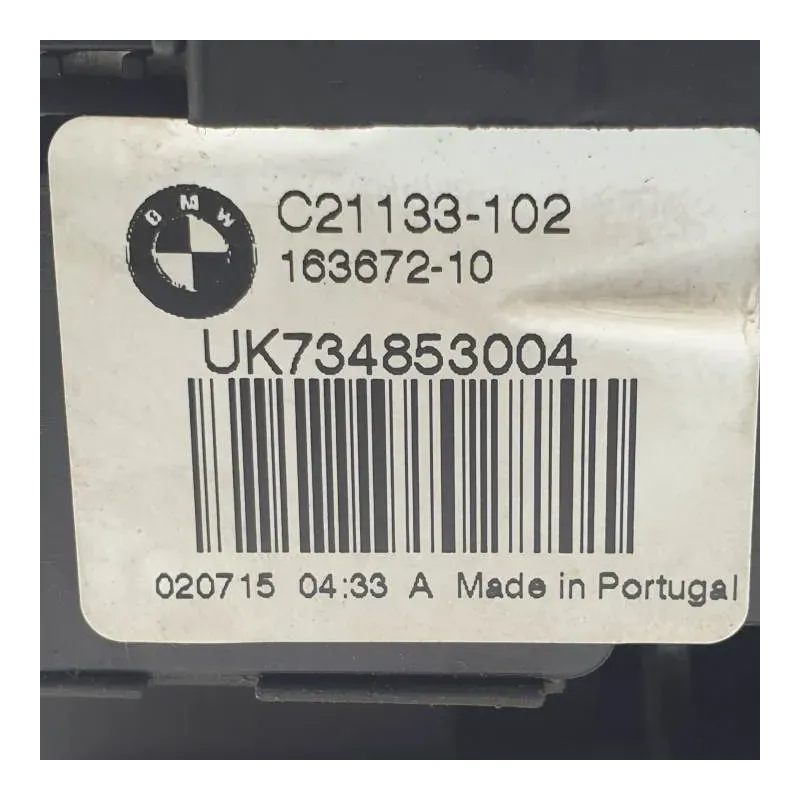 BMW
C21133-102
163672-10
UK734853004
020715 04:33 A Made in Portugal